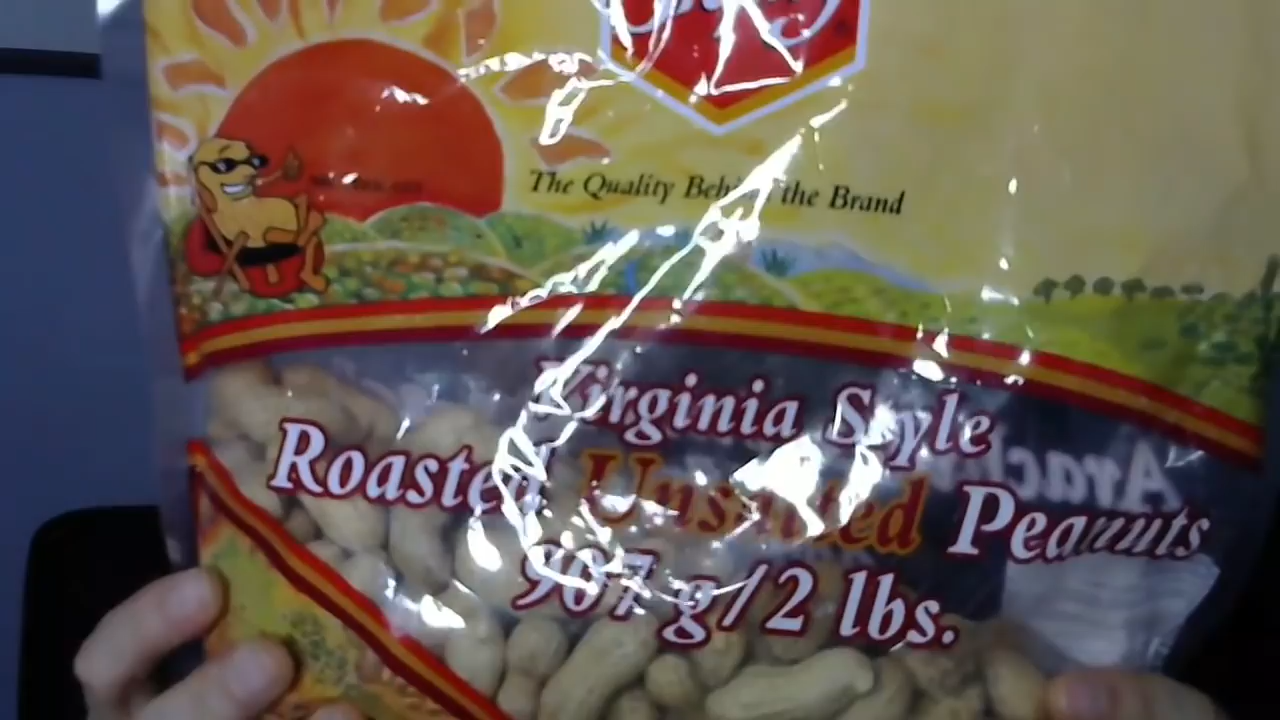 The Quality Behind the Brand
Virginia Style
Roasted Unsalted Peanuts
907 g/2 lbs.